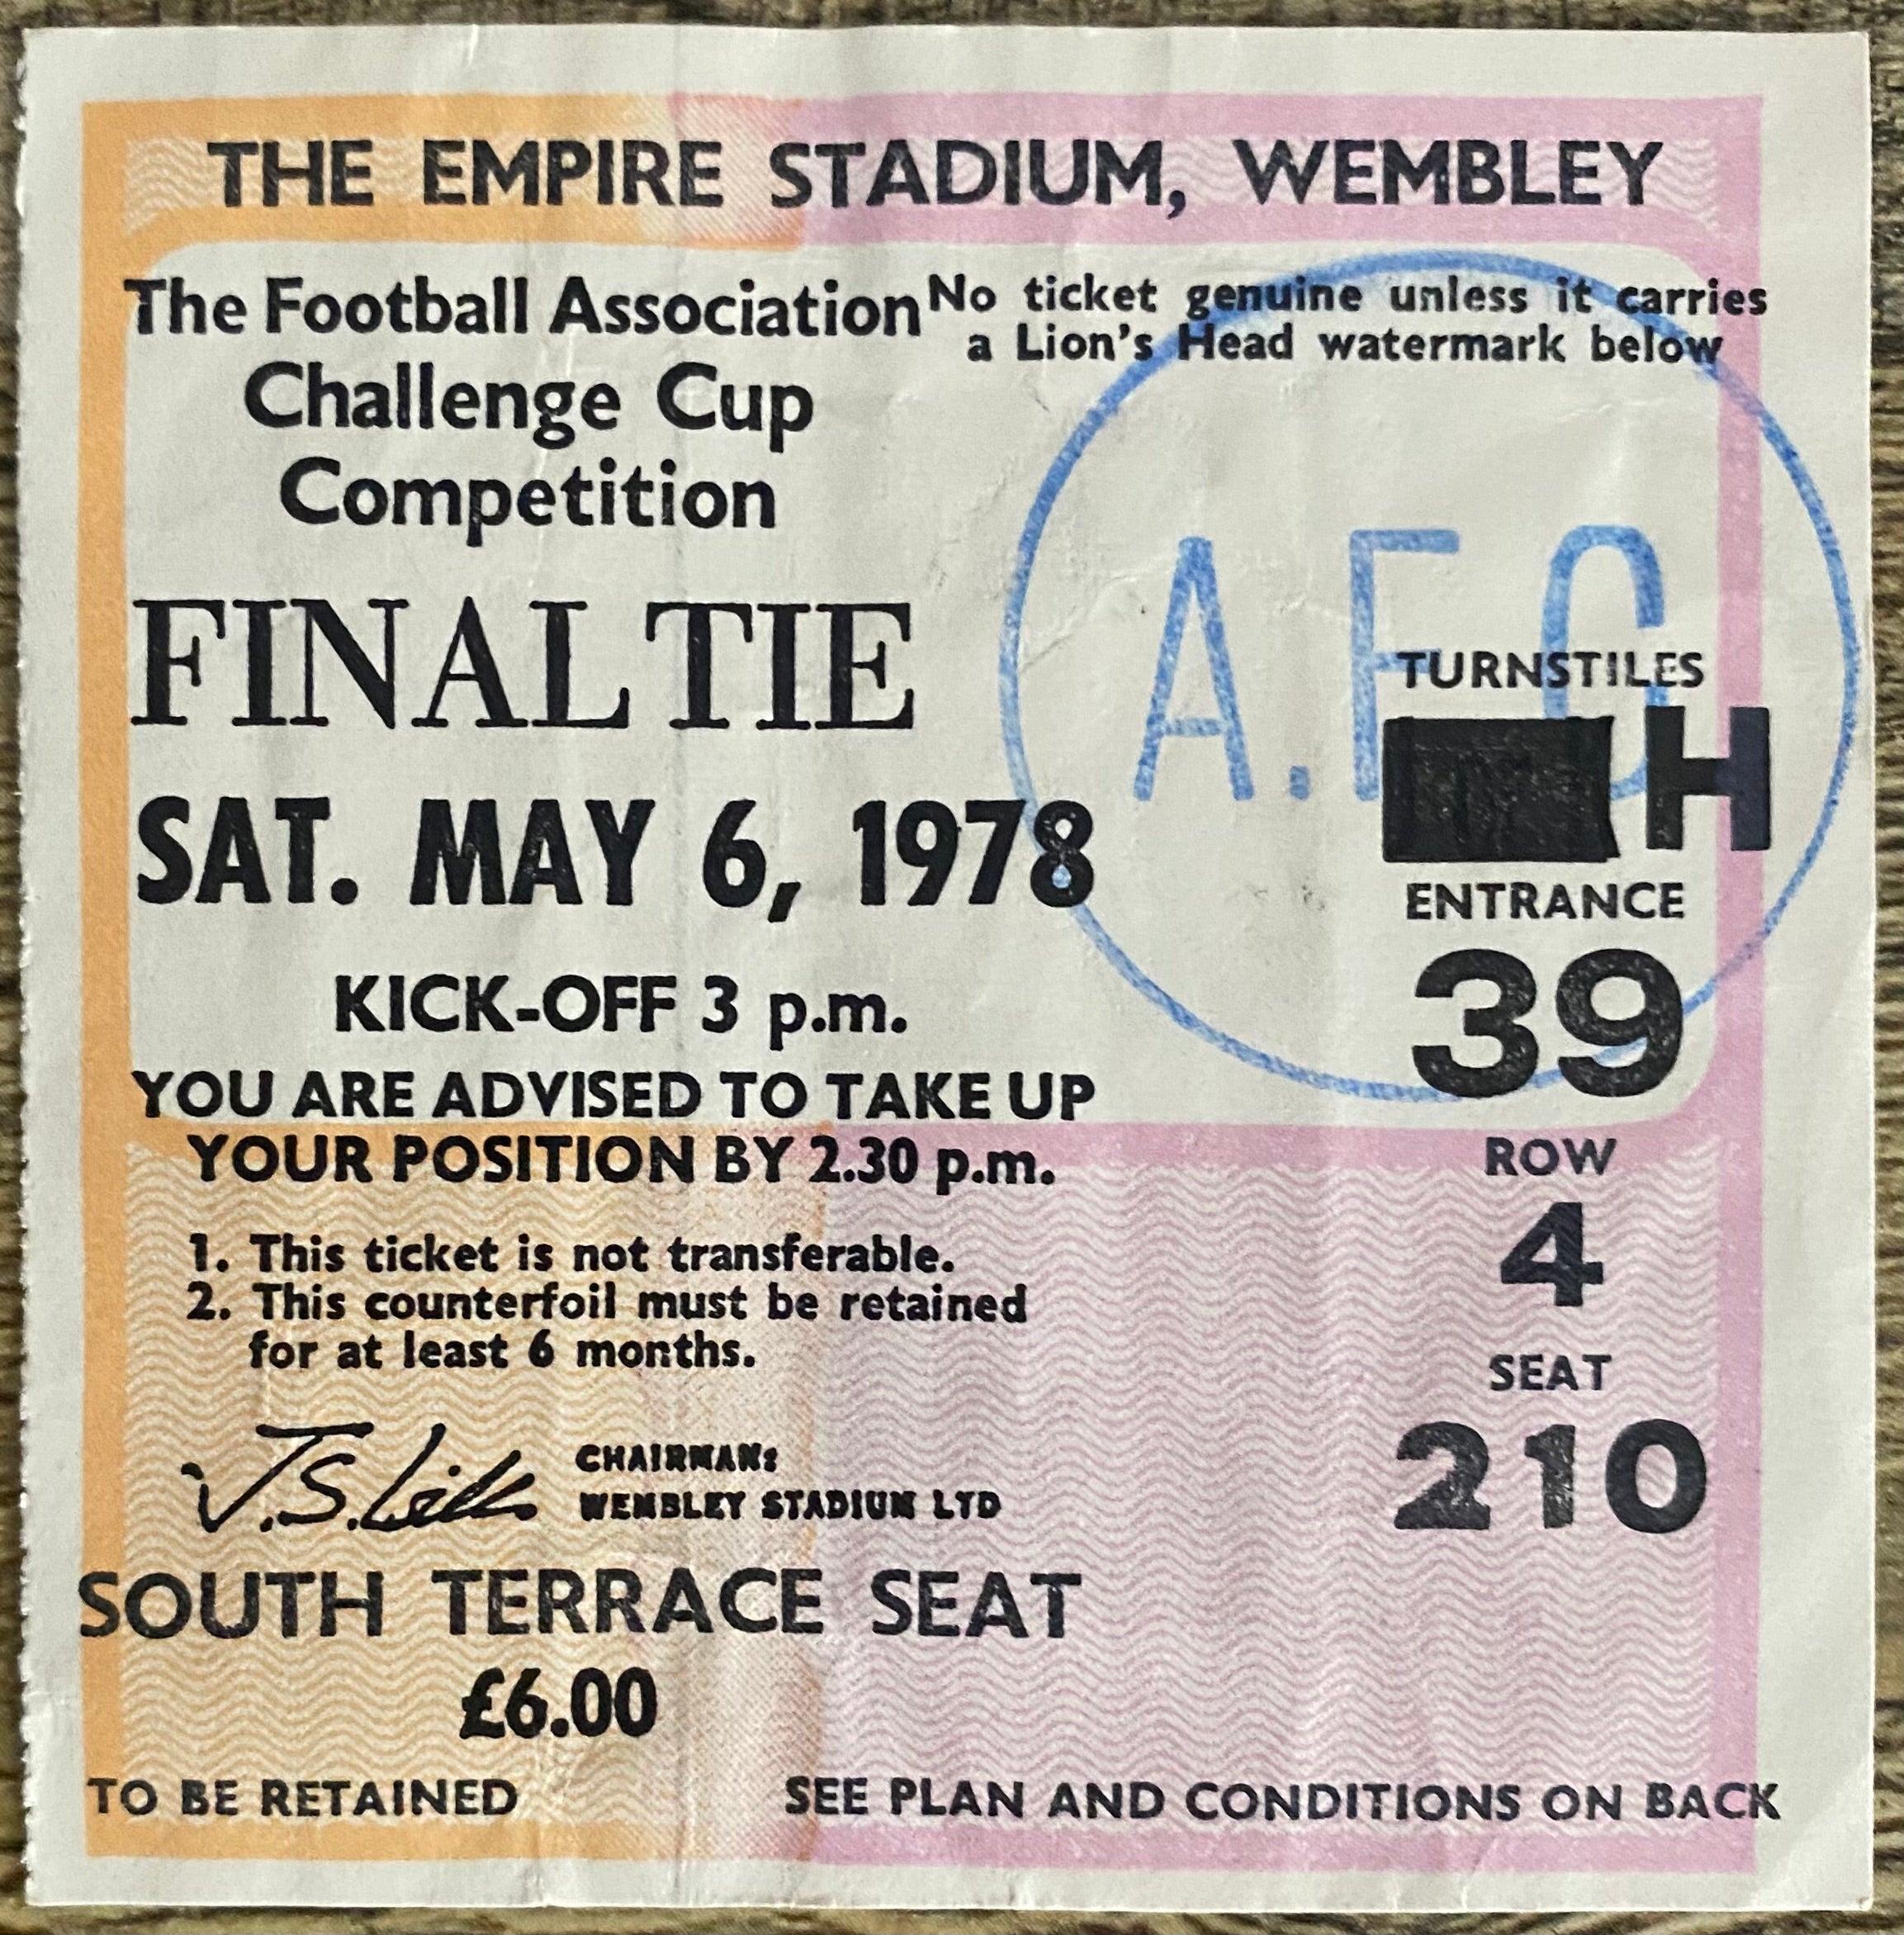 THE EMPIRE STADIUM, WEMBLEY
The Football Association
Challenge Cup
Competition
No ticket genuine unless it carries
a Lion's Head watermark below
FINAL TIE
A.F.C
SAT. MAY 6, 1978
KICK-OFF 3 p.m.
YOU ARE ADVISED TO TAKE UP
YOUR POSITION BY 2.30 p.m.
1. This ticket is not transferable.
2. This counterfoil must be retained
for at least 6 months.
CHAIRMAN:
WEMBLEY STADIUM LTD
SOUTH TERRACE SEAT
£6.00
TURNSTILES
H
ENTRANCE
39
ROW
4
SEAT
210
TO BE RETAINED
SEE PLAN AND CONDITIONS ON BACK